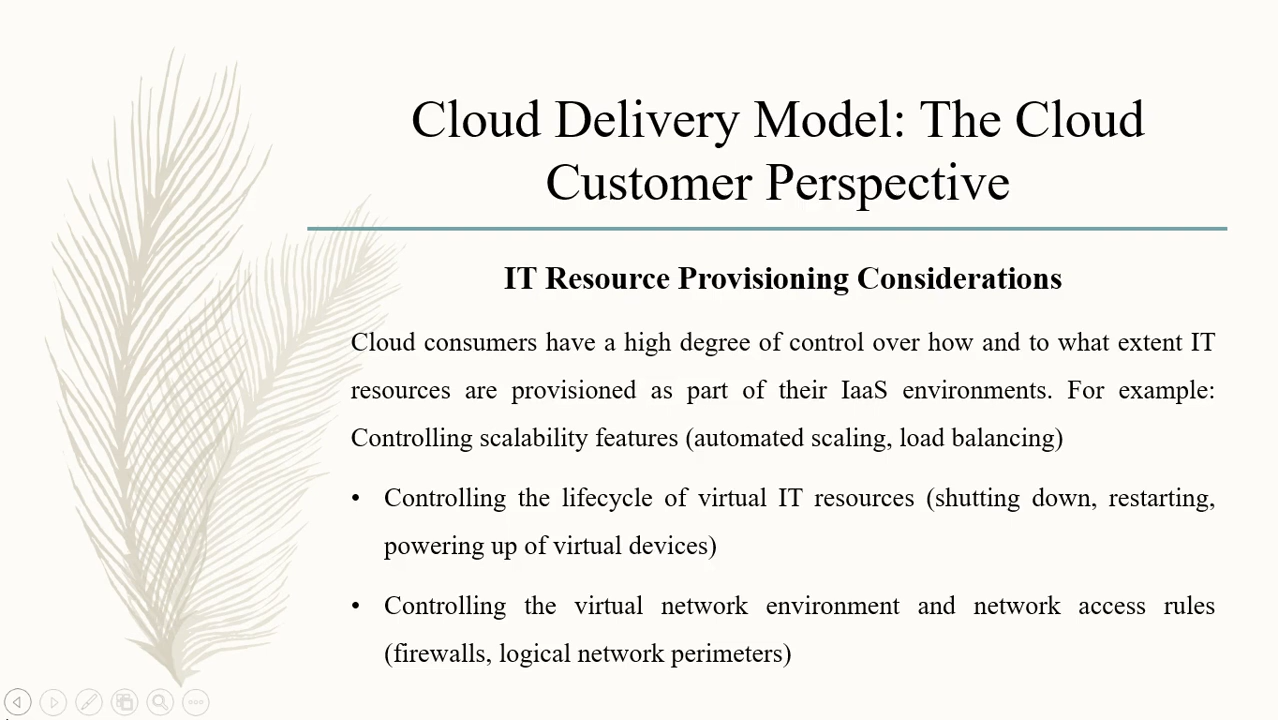 Cloud Delivery Model: The Cloud
Customer Perspective
IT Resource Provisioning Considerations
Cloud consumers have a high degree of control over how and to what extent IT
resources are provisioned as part of their IaaS environments. For example:
Controlling scalability features (automated scaling, load balancing)
• Controlling the lifecycle of virtual IT resources (shutting down, restarting,
powering up of virtual devices)
• Controlling the virtual network environment and network access rules
(firewalls, logical network perimeters)